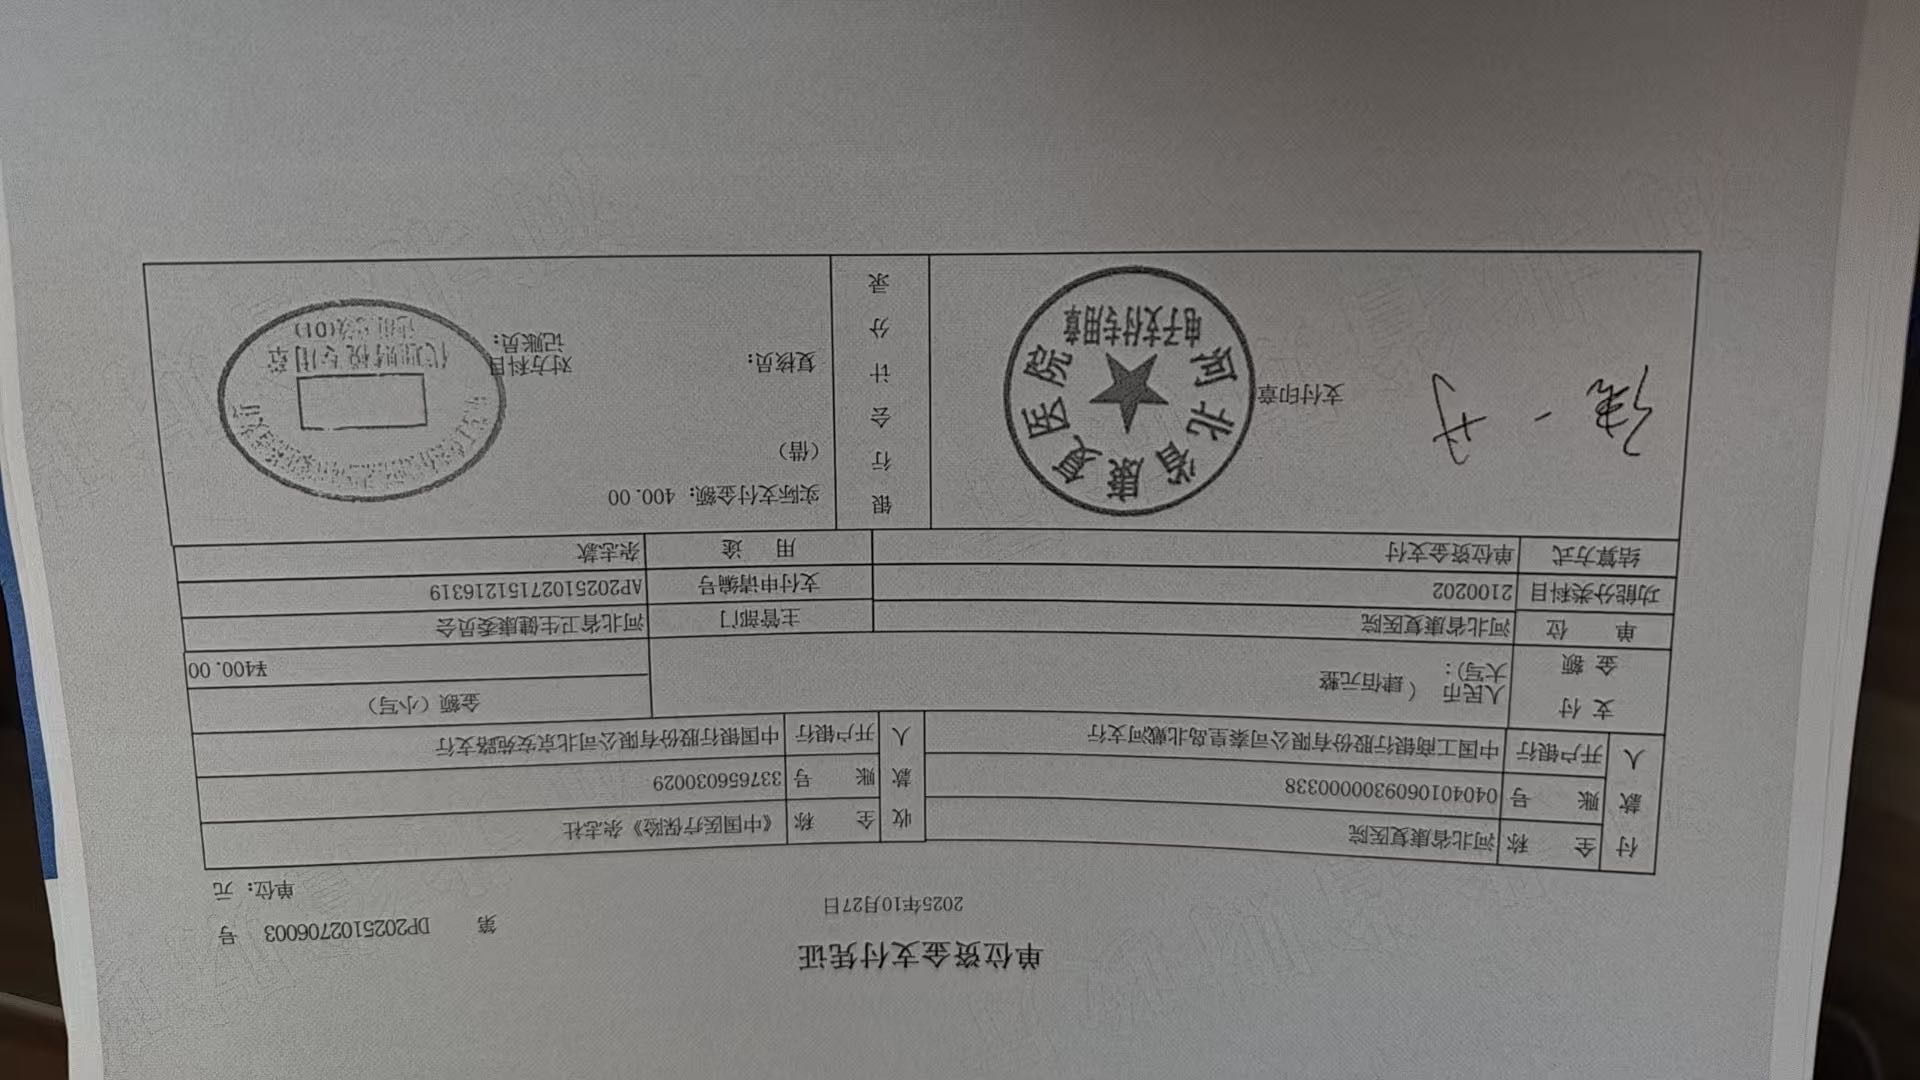 单位资金支付凭证
2025年10月27日
第 DP2025102706003 号
单位：元
付款人 全称 河北省康复医院 收款人 全称 《中国医疗保险》杂志社
账号 0404010609300000338 账号 337656030029
开户银行 中国工商银行股份有限公司秦皇岛北戴河支行 开户银行 中国银行股份有限公司北京安苑路支行
支付金额 人民币（大写）： 肆佰元整 金额（小写）
¥400.00
单位 河北省康复医院 主管部门 河北省卫生健康委员会
功能分类科目 2100202 支付申请编号 AP20251027151216319
结算方式 单位资金支付 用途 杂志款
支付印章
河北省康复医院
电子支付专用章
银行会计分录
实际支付金额：400.00
（借）
复核员：
对方科目
记账员：
代理财税专用章